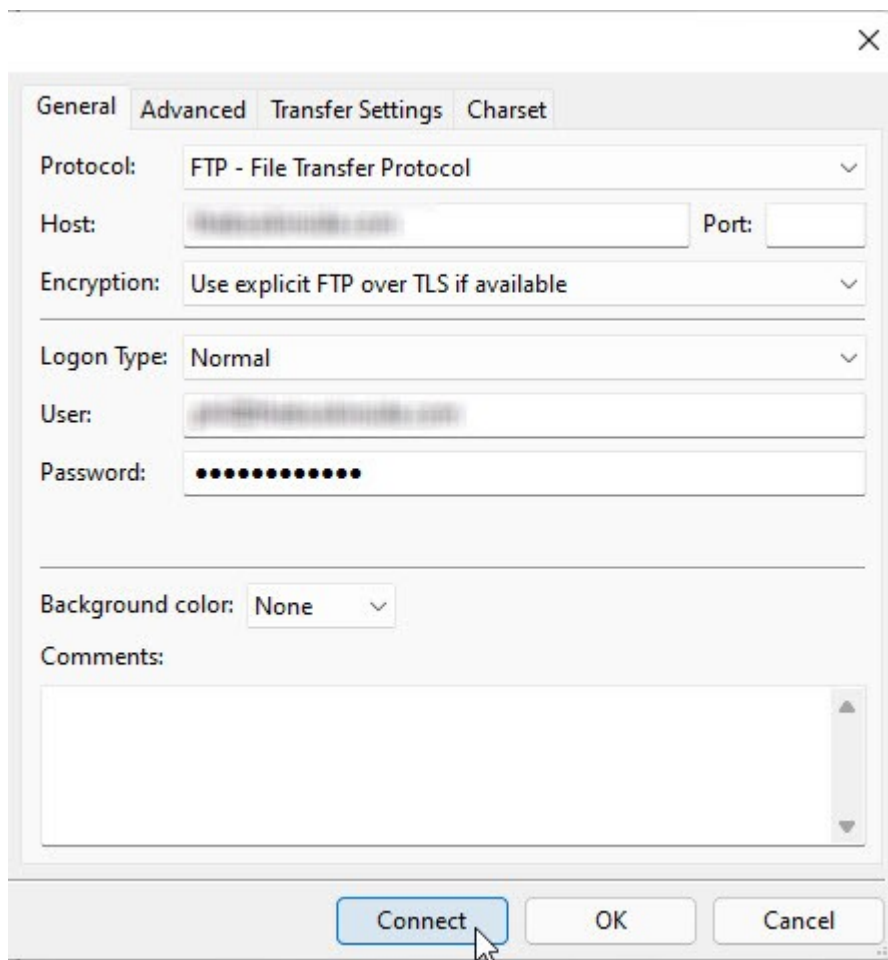 General Advanced Transfer Settings Charset
Protocol: FTP - File Transfer Protocol
Host: Port:
Encryption: Use explicit FTP over TLS if available
Logon Type: Normal
User:
Password: ••••••••••••
Background color: None
Comments:
Connect OK Cancel